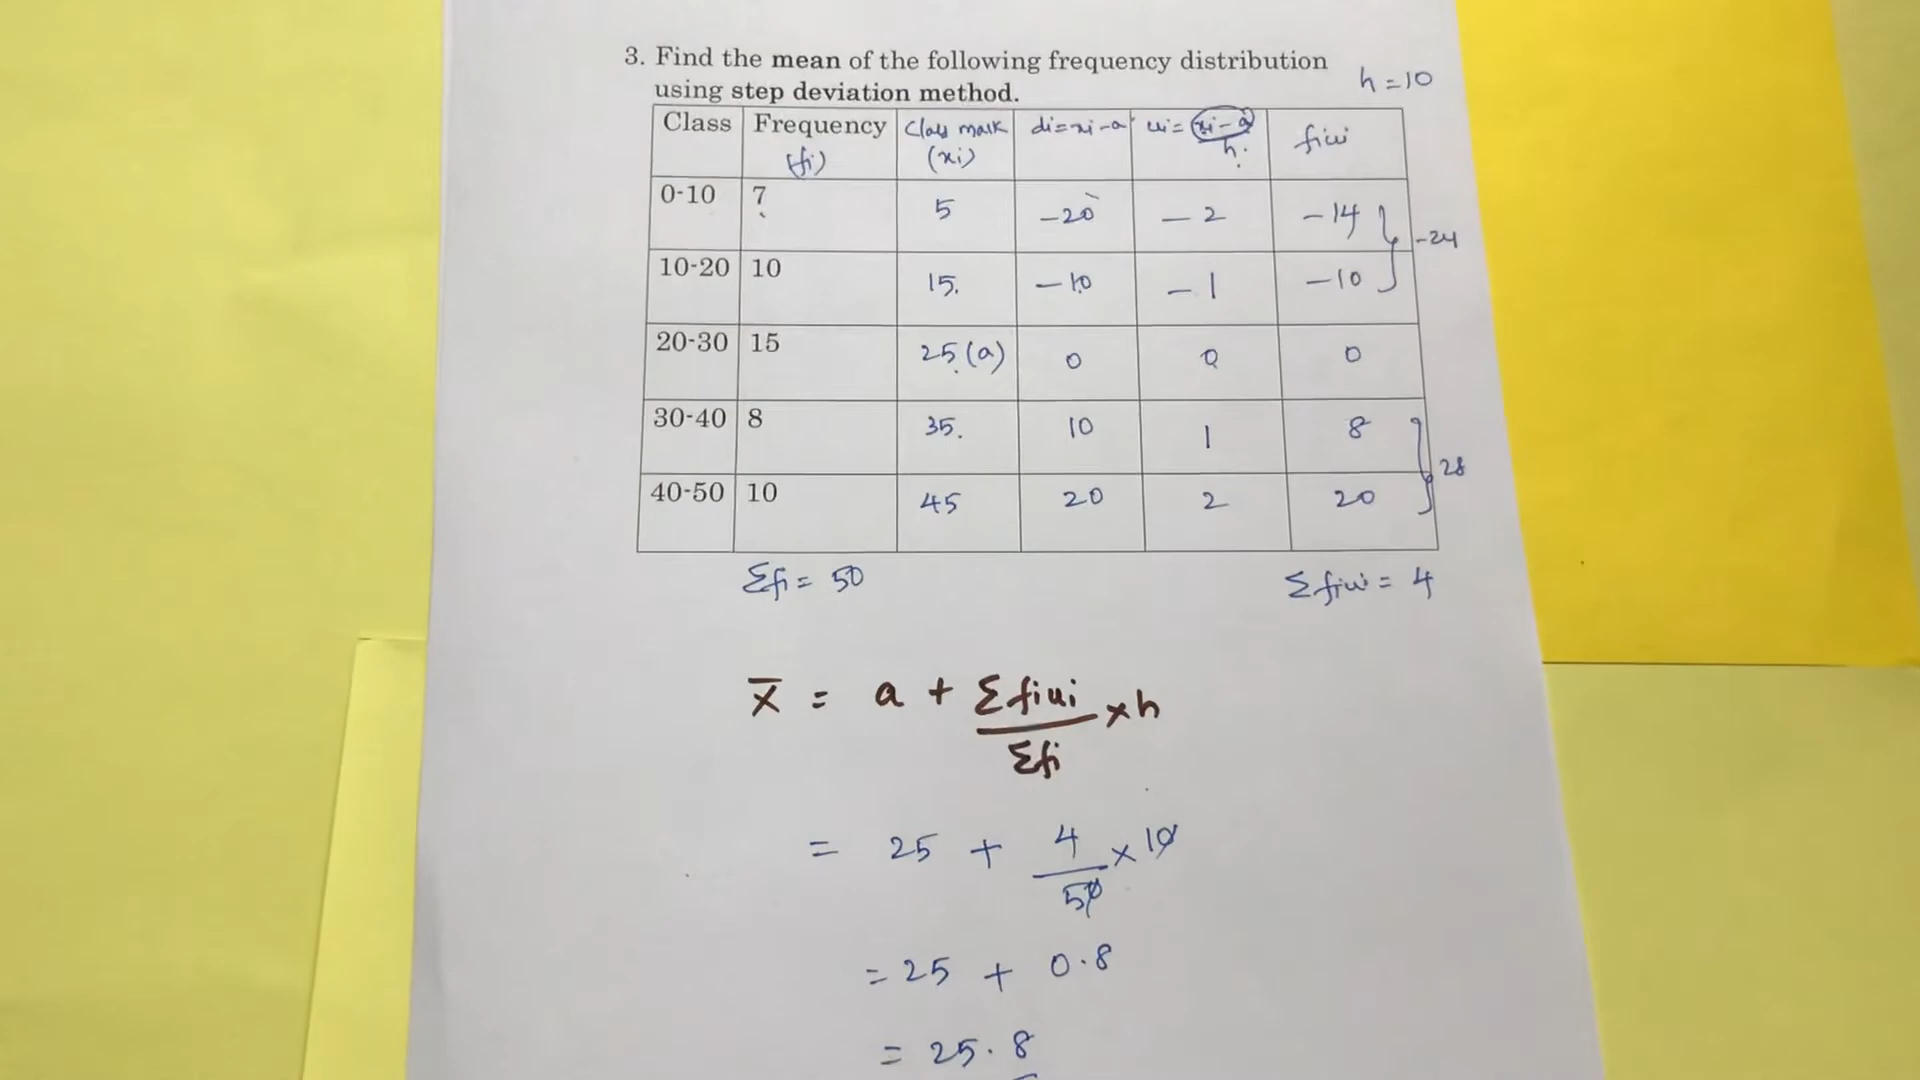 3. Find the mean of the following frequency distribution
using step deviation method.
h = 10
Class Frequency (fi) Class mark (xi) di = xi - a ui = xi - a / h fiui
0-10 7 5 -20 -2 -14
-24
10-20 10 15. -10 -1 -10
20-30 15 25 (a) 0 0 0
30-40 8 35. 10 1 8
28
40-50 10 45 20 2 20
Σfi = 50 Σfiui = 4
x̅ = a + Σfiui / Σfi × h
= 25 + 4 / 50 × 10
= 25 + 0.8
= 25.8